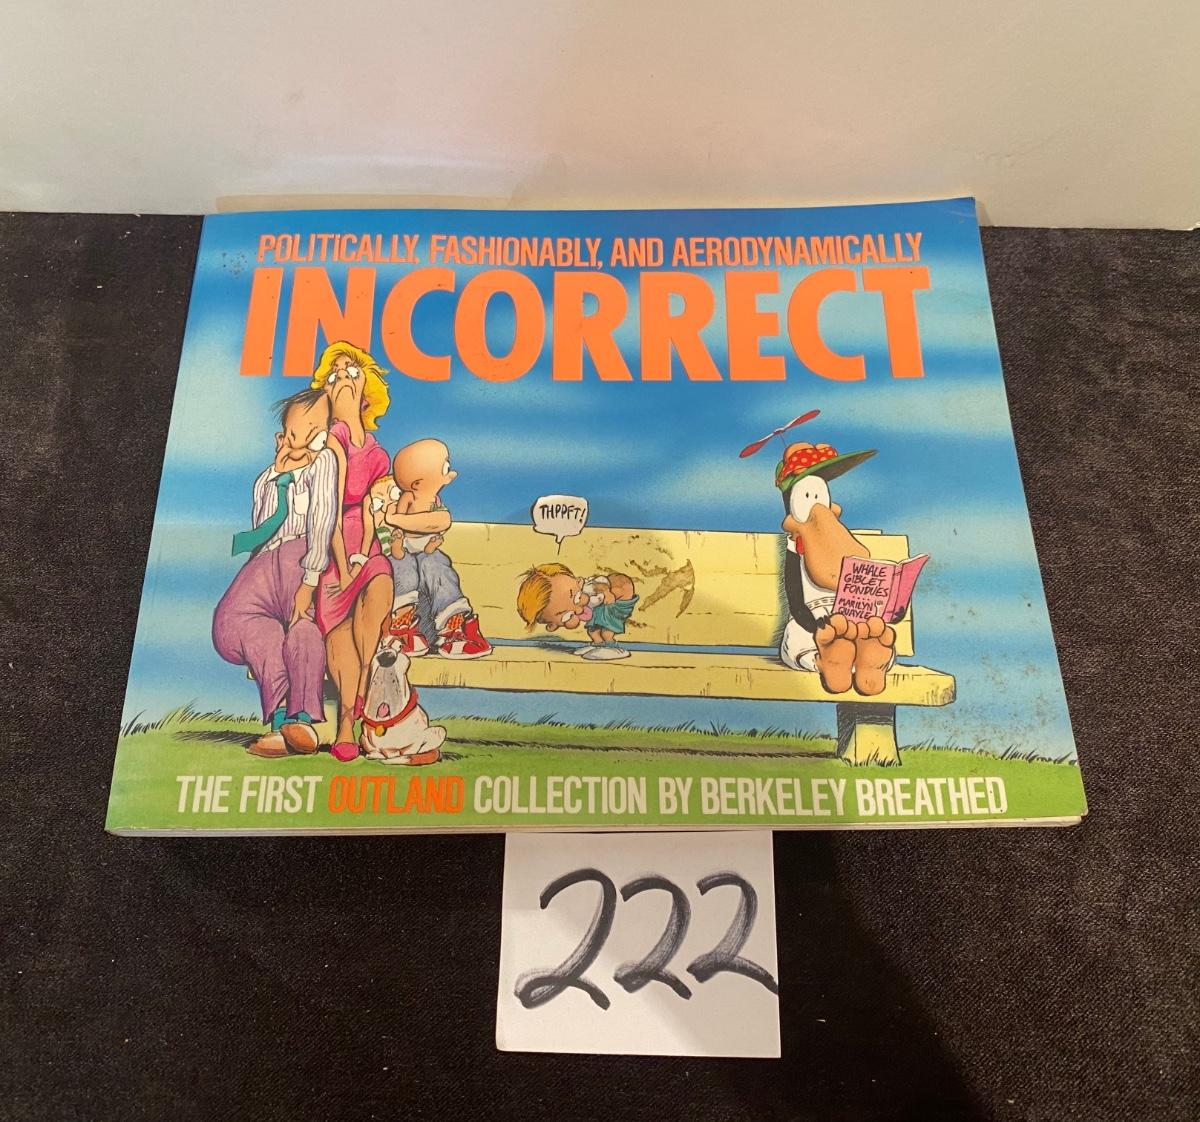 POLITICALLY, FASHIONABLY, AND AERODYNAMICALLY
INCORRECT
THPPFT!
WHALE
GIBLET
FONDUES
MARILYN
QUAYLE
THE FIRST OUTLAND COLLECTION BY BERKELEY BREATHED
222